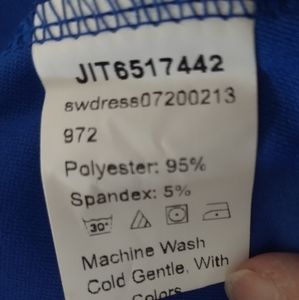 JIT6517442
swdress07200213
972
Polyester: 95%
Spandex: 5%
30°
Machine Wash
Cold Gentle, With
Colors